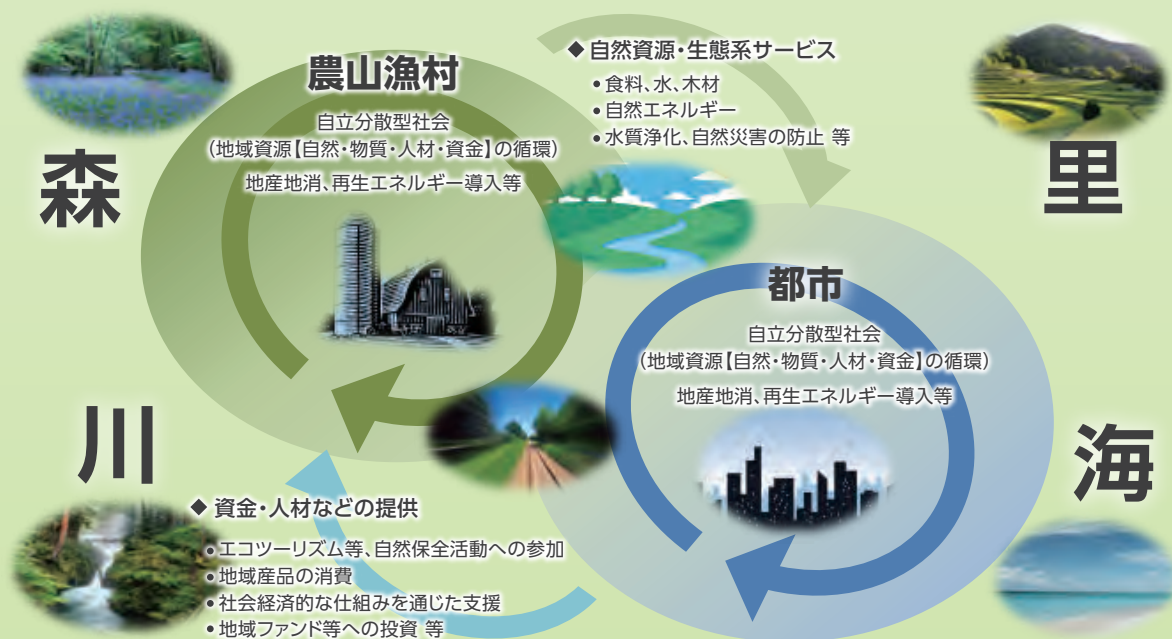 森
農山漁村
自立分散型社会
(地域資源【自然・物質・人材・資金】の循環)
地産地消、再生エネルギー導入等
◆ 自然資源・生態系サービス
• 食料、水、木材
• 自然エネルギー
• 水質浄化、自然災害の防止 等
里
都市
自立分散型社会
(地域資源【自然・物質・人材・資金】の循環)
地産地消、再生エネルギー導入等
川
◆ 資金・人材などの提供
• エコツーリズム等、自然保全活動への参加
• 地域産品の消費
• 社会経済的な仕組みを通じた支援
• 地域ファンド等への投資 等
海